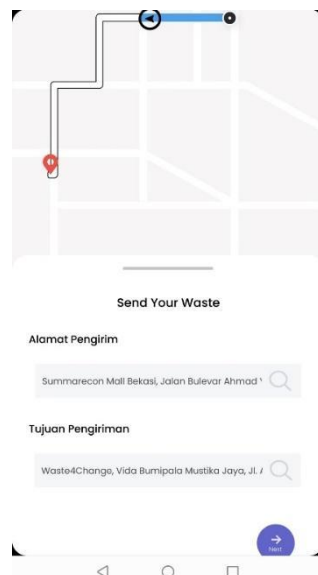 Send Your Waste
Alamat Pengirim
Summarecon Mall Bekasi, Jalan Bulevar Ahmad
Tujuan Pengiriman
Waste4Change, Vida Bumipala Mustika Jaya, Jl.
Next